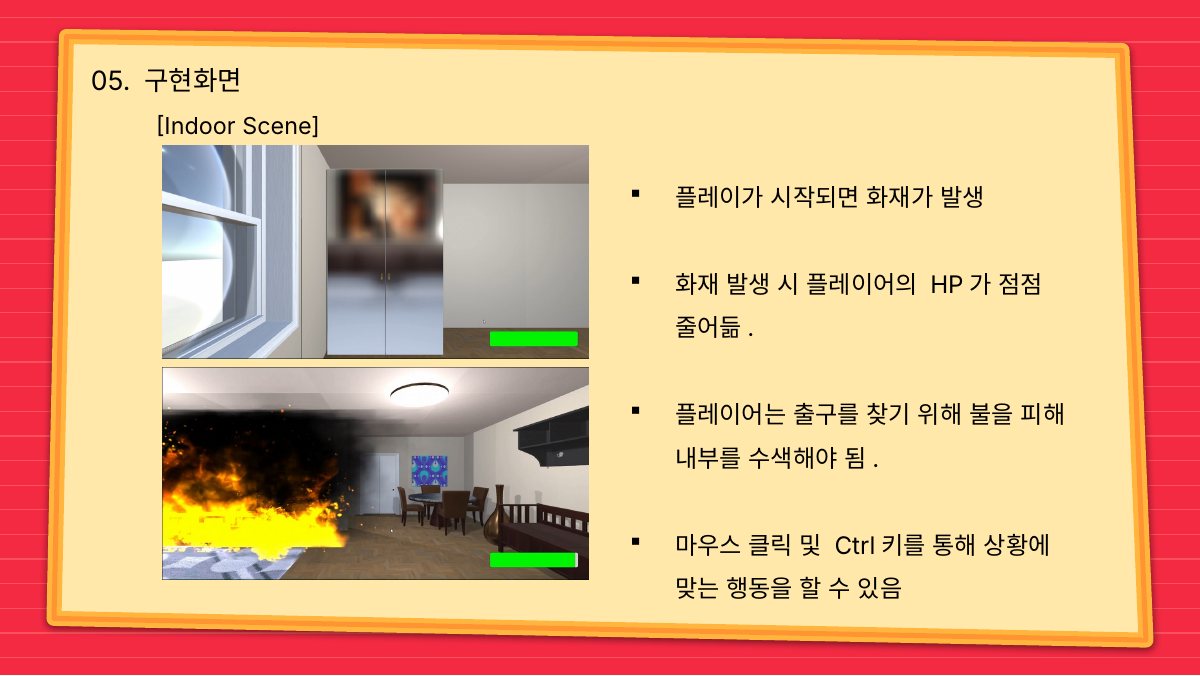 05. 구현화면
[Indoor Scene]
▪ 플레이가 시작되면 화재가 발생
▪ 화재 발생 시 플레이어의 HP 가 점점
줄어듦 .
▪ 플레이어는 출구를 찾기 위해 불을 피해
내부를 수색해야 됨 .
▪ 마우스 클릭 및 Ctrl 키를 통해 상황에
맞는 행동을 할 수 있음